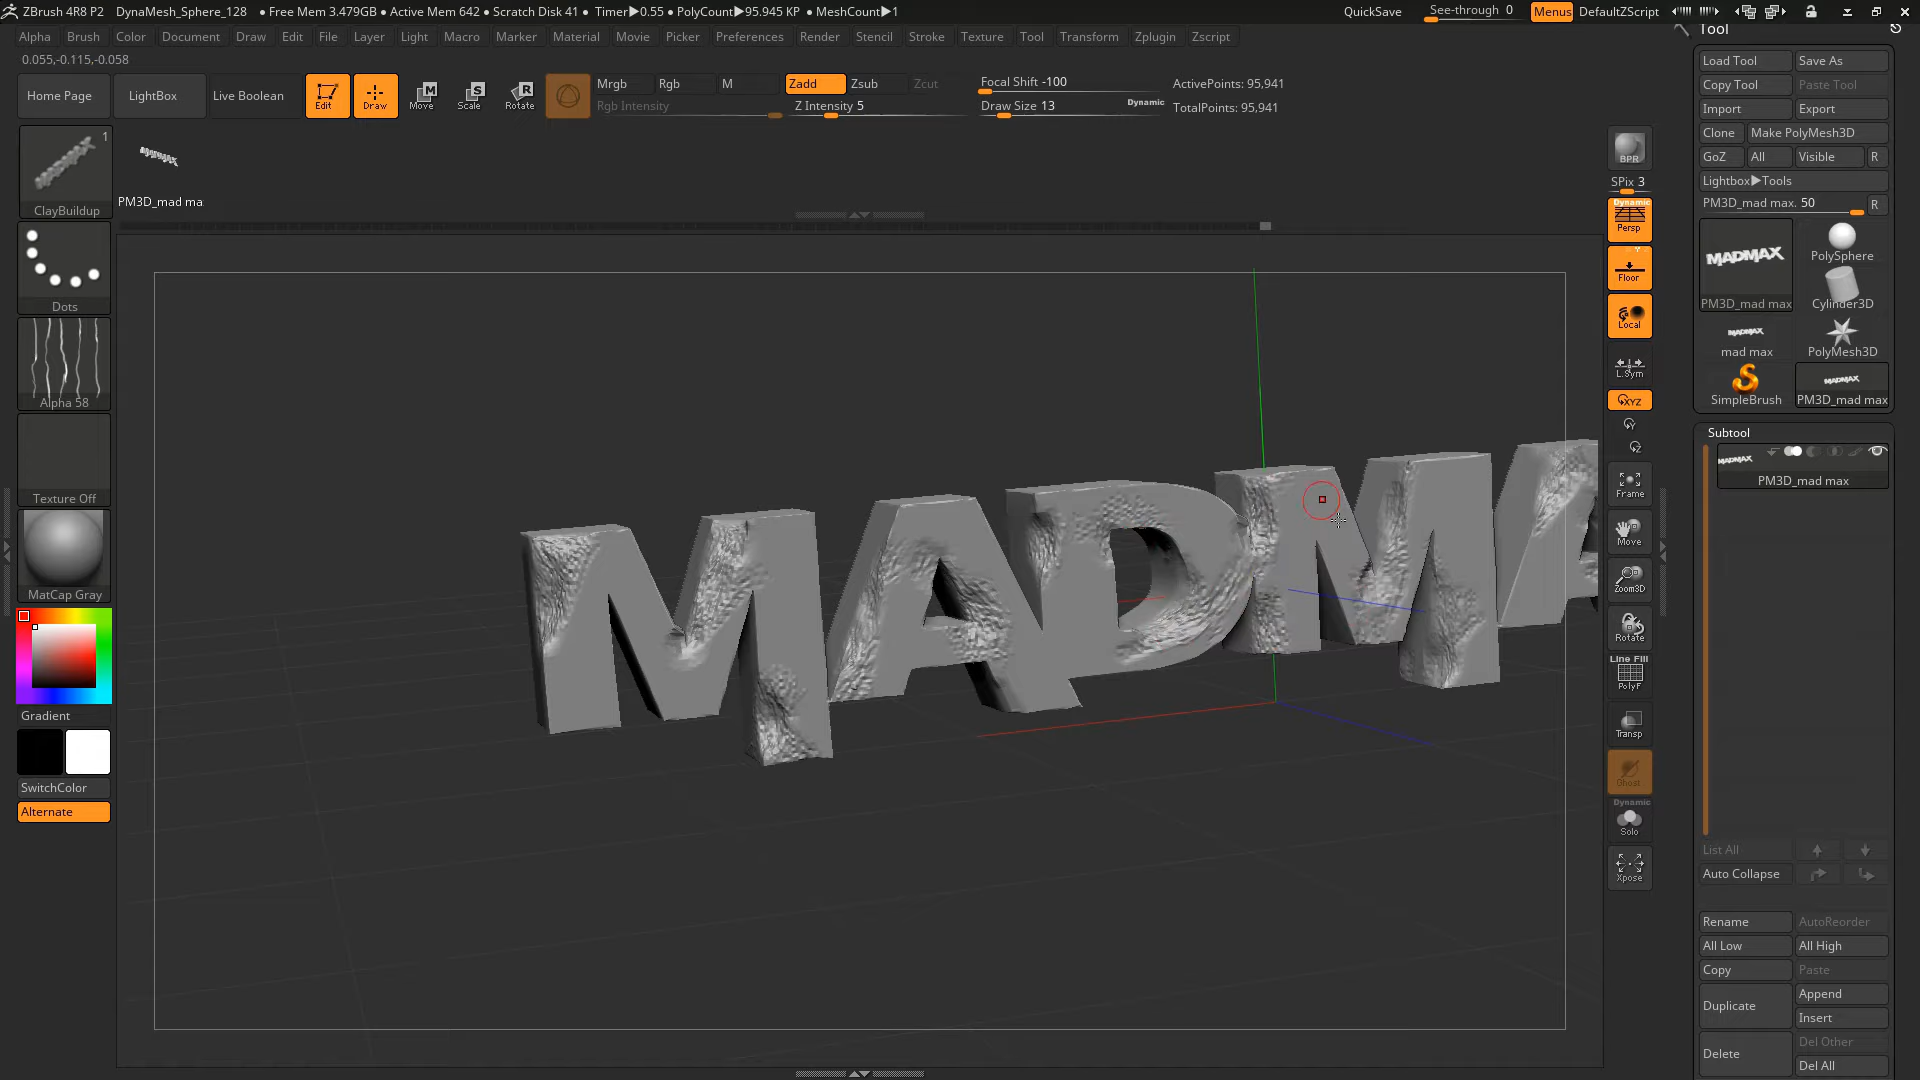 ZBrush 4R8 P2 DynaMesh_Sphere_128 • Free Mem 3.479GB • Active Mem 642 • Scratch Disk 41 • Timer▶0.55 • PolyCount▶95.945 KP • MeshCount▶1 QuickSave See-through 0 Menus DefaultZScript
Alpha Brush Color Document Draw Edit File Layer Light Macro Marker Material Movie Picker Preferences Render Stencil Stroke Texture Tool Transform Zplugin Zscript
0.055,-0.115,-0.058
Home Page LightBox Live Boolean Edit Draw Move Scale Rotate
M S R
Mrgb Rgb M Zadd Zsub Zcut Focal Shift -100 ActivePoints: 95,941
Rgb Intensity Z Intensity 5 Draw Size 13 Dynamic TotalPoints: 95,941
1
ClayBuildup
PM3D_mad ma
Dots
Alpha 58
Texture Off
MatCap Gray
Gradient
SwitchColor
Alternate
MADMA
BPR
SPix 3
Dynamic
Persp
Floor
Local
L.Sym
XYZ
Y
Z
Frame
Move
Zoom3D
Rotate
Line Fill
PolyF
Transp
Ghost
Dynamic
Solo
Xpose
Tool
Load Tool Save As
Copy Tool Paste Tool
Import Export
Clone Make PolyMesh3D
GoZ All Visible R
Lightbox▶Tools
PM3D_mad max. 50 R
MADMAX
PolySphere
PM3D_mad max Cylinder3D
MADMAX
mad max PolyMesh3D
MADMAX
SimpleBrush PM3D_mad max
Subtool
MADMAX
PM3D_mad max
List All
Auto Collapse
Rename AutoReorder
All Low All High
Copy Paste
Duplicate Append
Insert
Delete Del Other
Del All